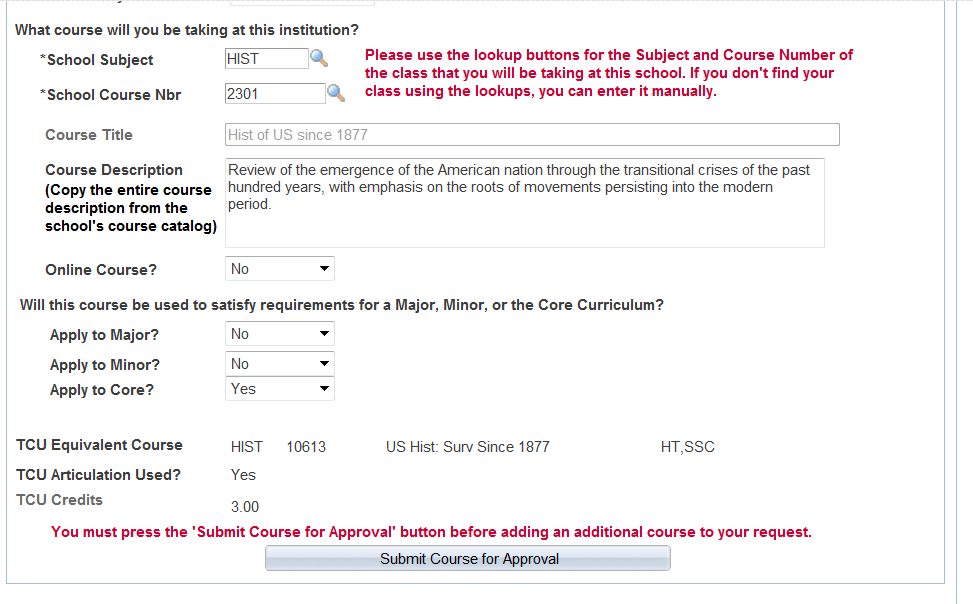 What course will you be taking at this institution?
*School Subject HIST
*School Course Nbr 2301
Please use the lookup buttons for the Subject and Course Number of
the class that you will be taking at this school. If you don't find your
class using the lookups, you can enter it manually.
Course Title Hist of US since 1877
Course Description
(Copy the entire course
description from the
school's course catalog)
Review of the emergence of the American nation through the transitional crises of the past
hundred years, with emphasis on the roots of movements persisting into the modern
period.
Online Course? No
Will this course be used to satisfy requirements for a Major, Minor, or the Core Curriculum?
Apply to Major? No
Apply to Minor? No
Apply to Core? Yes
TCU Equivalent Course HIST 10613 US Hist: Surv Since 1877 HT,SSC
TCU Articulation Used? Yes
TCU Credits 3.00
You must press the 'Submit Course for Approval' button before adding an additional course to your request.
Submit Course for Approval